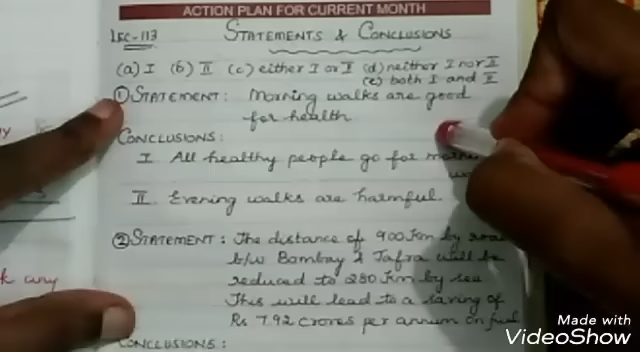 ACTION PLAN FOR CURRENT MONTH
LEC-113
STATEMENTS & CONCLUSIONS
(a) I (b) II (c) either I or II (d) neither I nor II
(e) both I and II
① STATEMENT: Morning walks are good
for health
CONCLUSIONS:
I. All healthy people go for
II. Evening walks are harmful.
② STATEMENT: The distance of 900 Km by
b/w Bombay & Jafra will be
reduced to 280 Km by sea
This will lead to a saving of
Rs 7.92 crores per annum on fuel
k any
CONCLUSIONS:
Made with
VideoShow